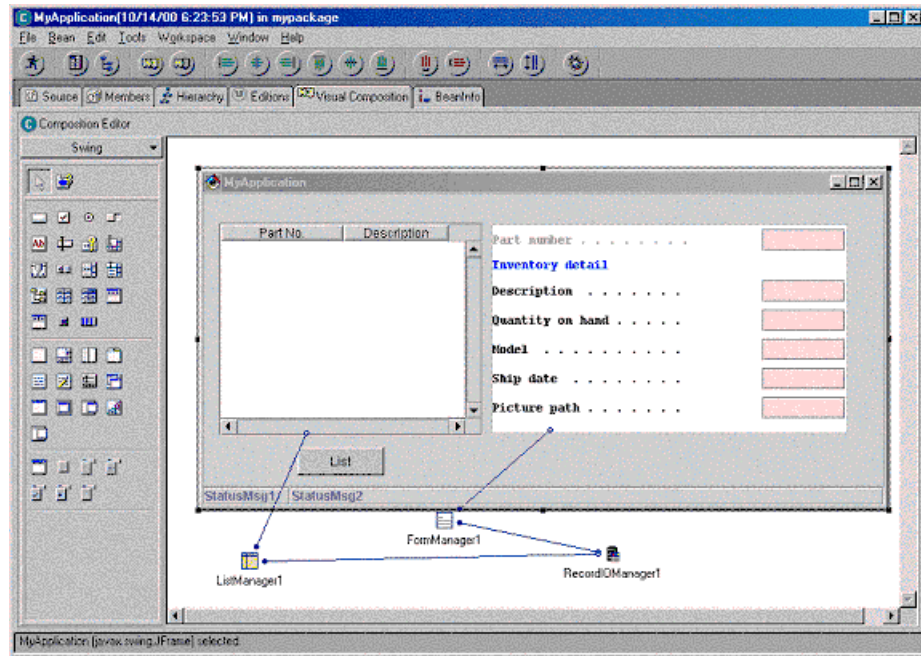 MyApplication(10/14/00 6:23:53 PM) in mypackage
File Bean Edit Tools Workspace Window Help
Source Members Hierarchy Editions Visual Composition BeanInfo
Composition Editor
Swing
MyApplication
Part No. Description
Part number . . . . . . . .
Inventory detail
Description . . . . . . .
Quantity on hand . . . . .
Model . . . . . . . . . .
Ship date . . . . . . . .
Picture path . . . . . . .
List
StatusMsg1 StatusMsg2
FormManager1
ListManager1
RecordIOManager1
MyApplication [javax.swing.JFrame] selected.